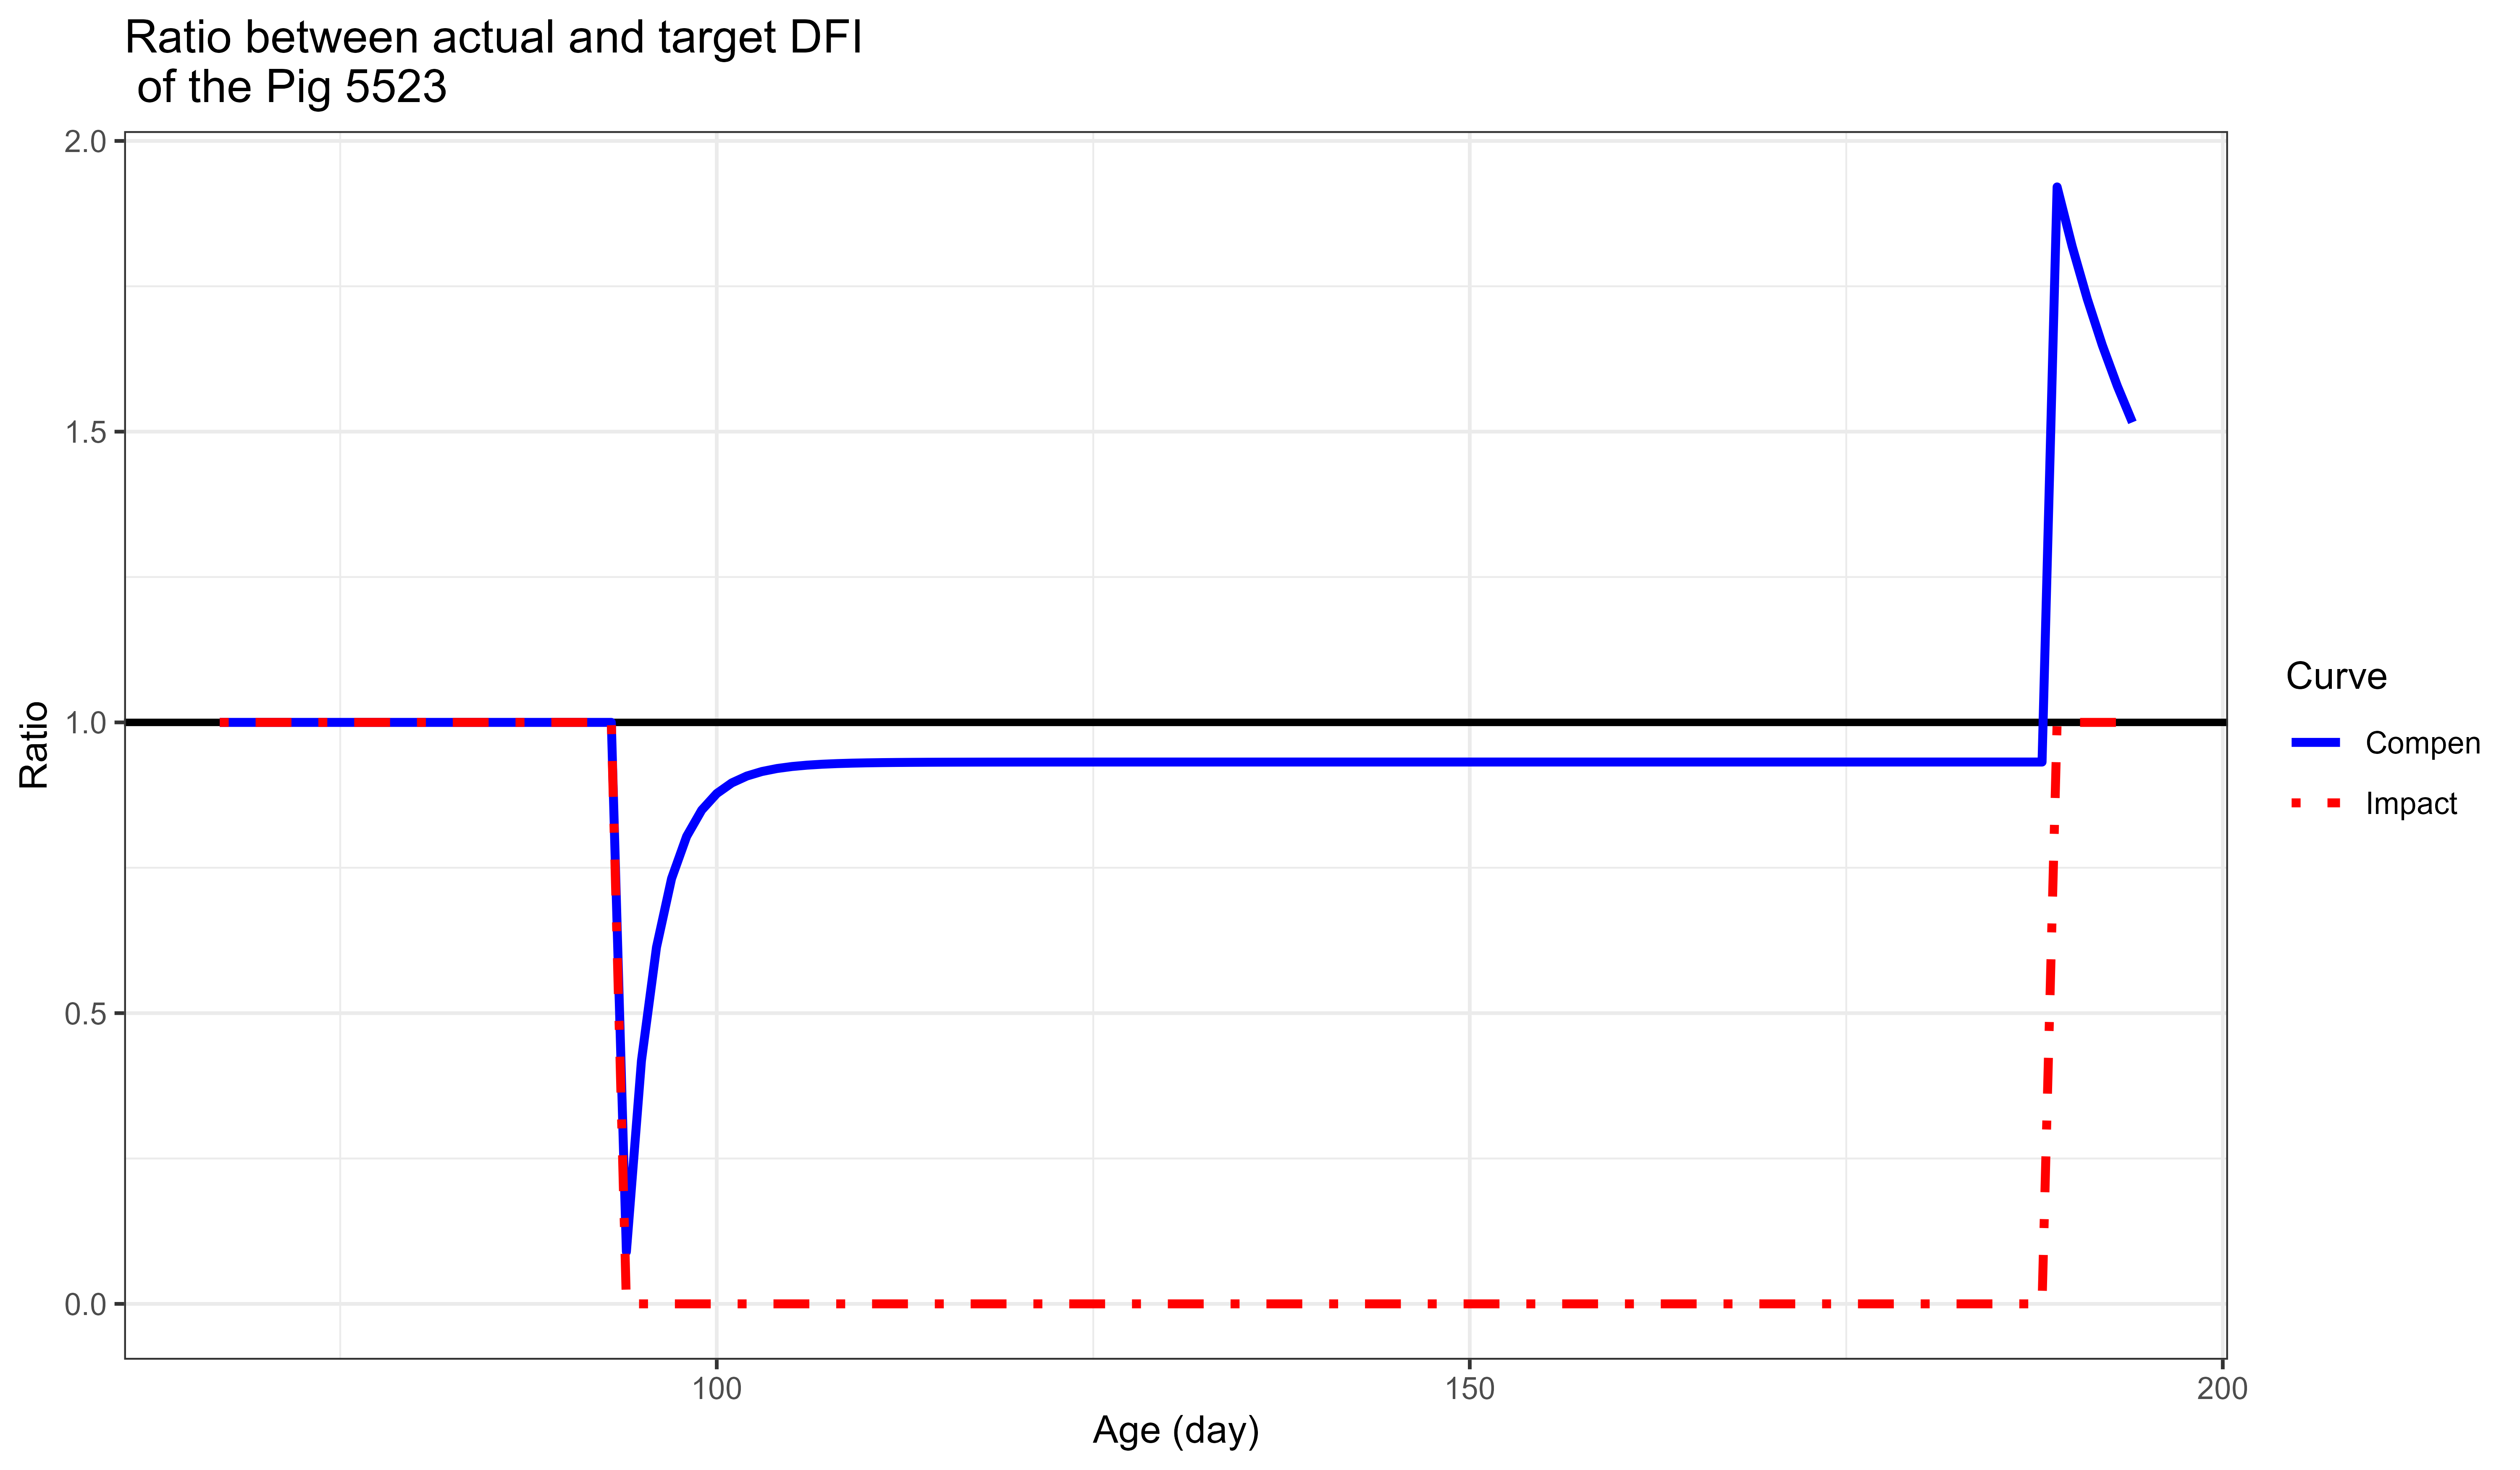 Ratio between actual and target DFI
of the Pig 5523
2.0
1.5
1.0
0.5
0.0
Ratio
100
150
200
Age (day)
Curve
Compen
Impact